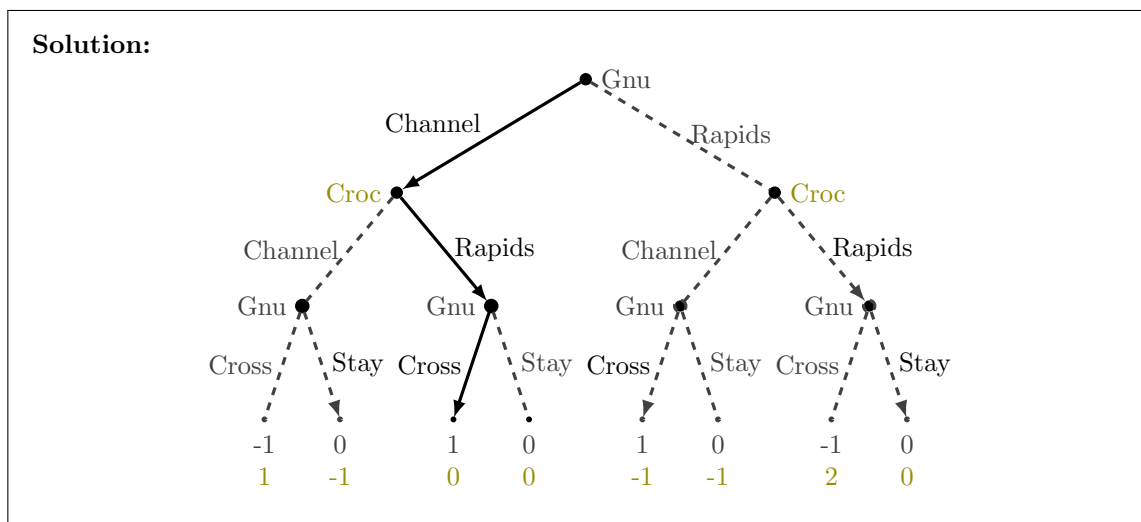 Solution:
Gnu
Channel
Rapids
Croc
Croc
Channel
Rapids
Channel
Rapids
Gnu
Gnu
Gnu
Gnu
Cross
Stay
Cross
Stay
Cross
Stay
Cross
Stay
-1 0 1 0 1 0 -1 0
1 -1 0 0 -1 -1 2 0